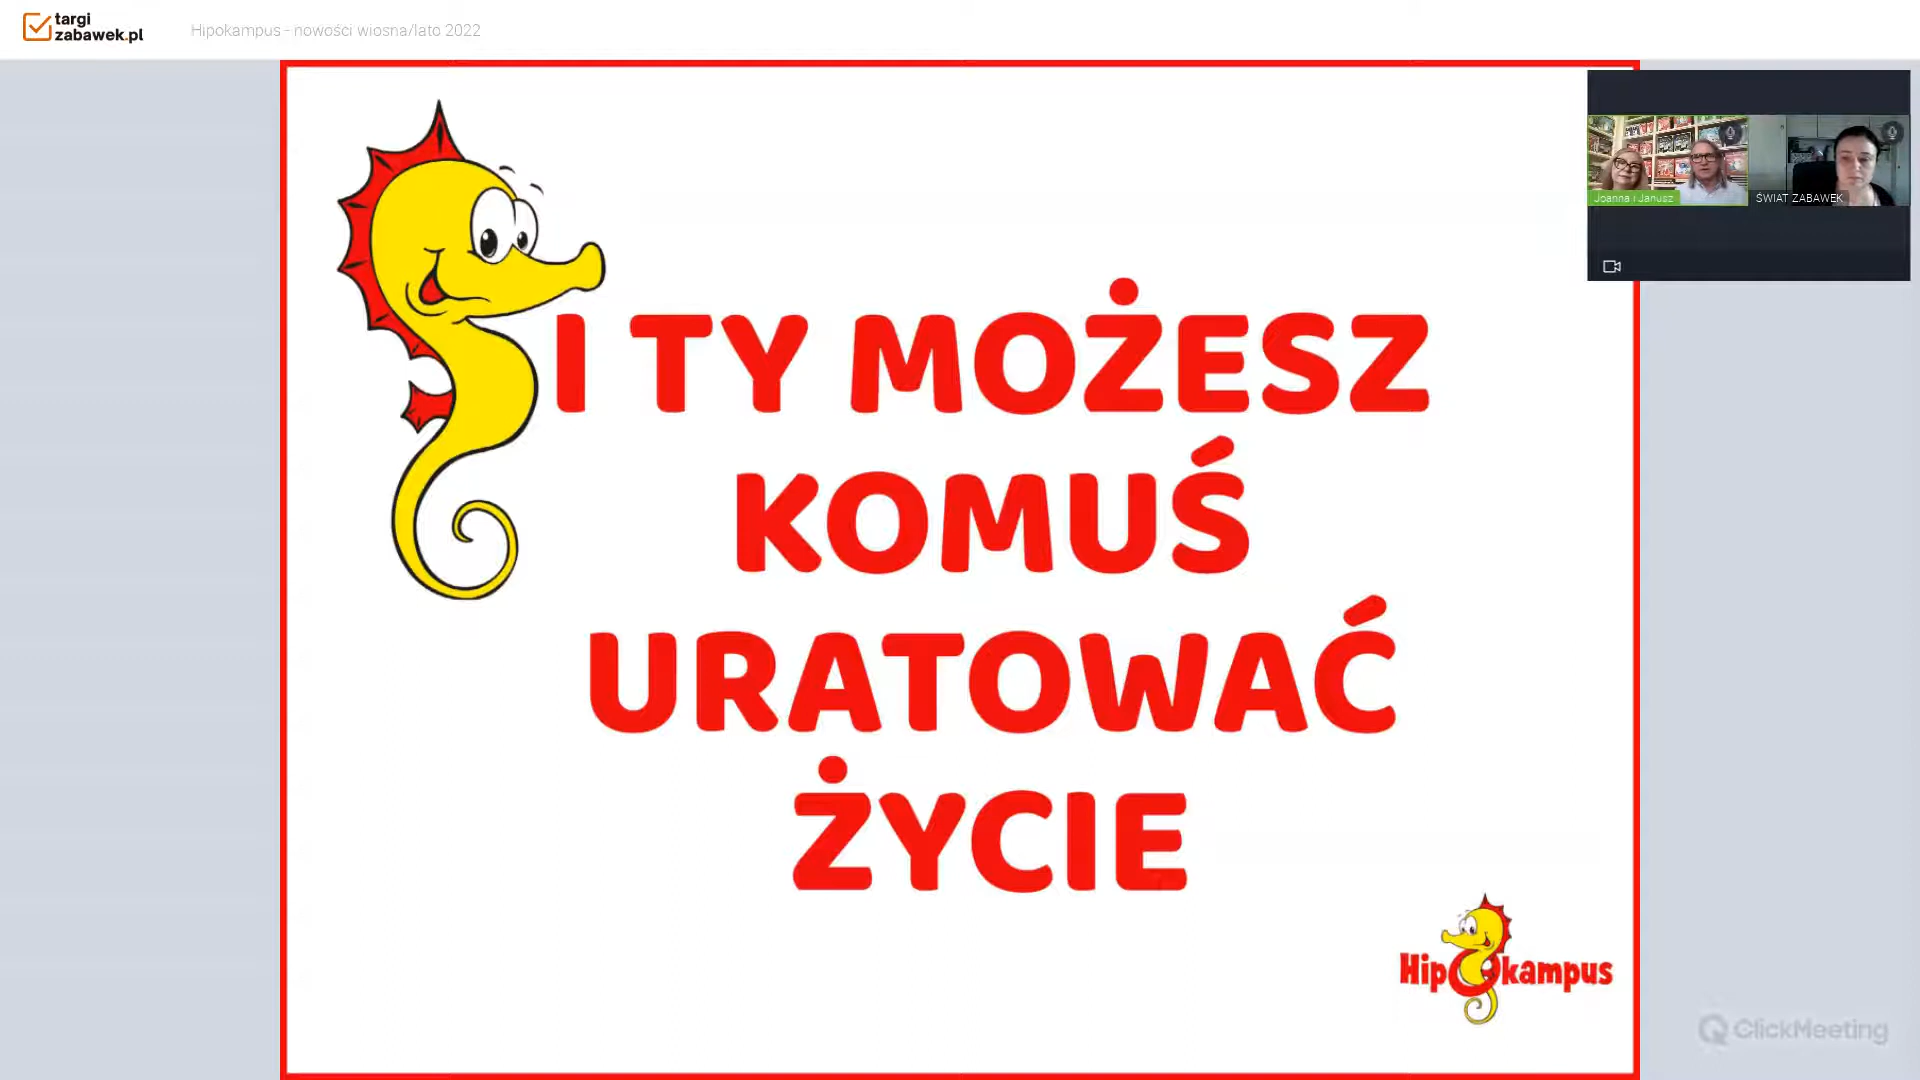 targi
zabawek.pl
Hipokampus - nowości wiosna/lato 2022
Joanna i Janusz
ŚWIAT ZABAWEK
I TY MOŻESZ
KOMUŚ
URATOWAĆ
ŻYCIE
Hipokampus
ClickMeeting